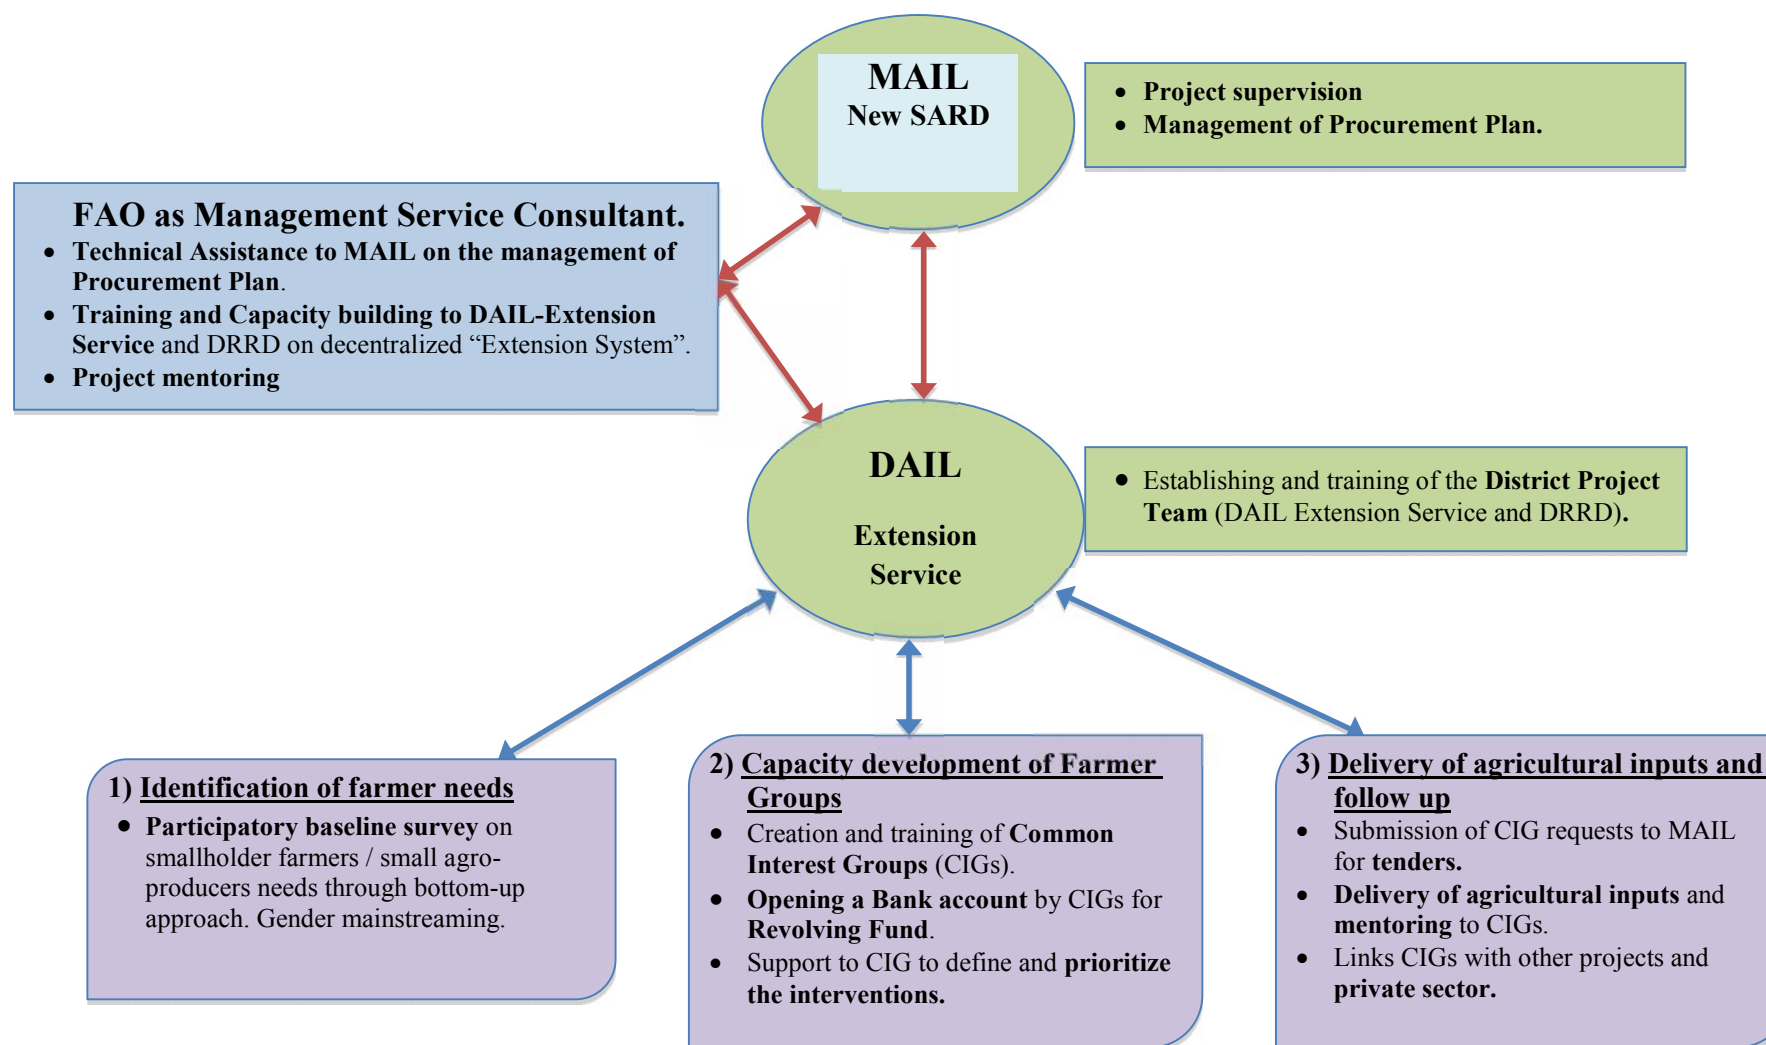 MAIL
New SARD
• Project supervision
• Management of Procurement Plan.
FAO as Management Service Consultant.
• Technical Assistance to MAIL on the management of
Procurement Plan.
• Training and Capacity building to DAIL-Extension
Service and DRRD on decentralized “Extension System”.
• Project mentoring
DAIL
Extension
Service
• Establishing and training of the District Project
Team (DAIL Extension Service and DRRD).
1) Identification of farmer needs
• Participatory baseline survey on
smallholder farmers / small agro-
producers needs through bottom-up
approach. Gender mainstreaming.
2) Capacity development of Farmer
Groups
• Creation and training of Common
Interest Groups (CIGs).
• Opening a Bank account by CIGs for
Revolving Fund.
• Support to CIG to define and prioritize
the interventions.
3) Delivery of agricultural inputs and
follow up
• Submission of CIG requests to MAIL
for tenders.
• Delivery of agricultural inputs and
mentoring to CIGs.
• Links CIGs with other projects and
private sector.